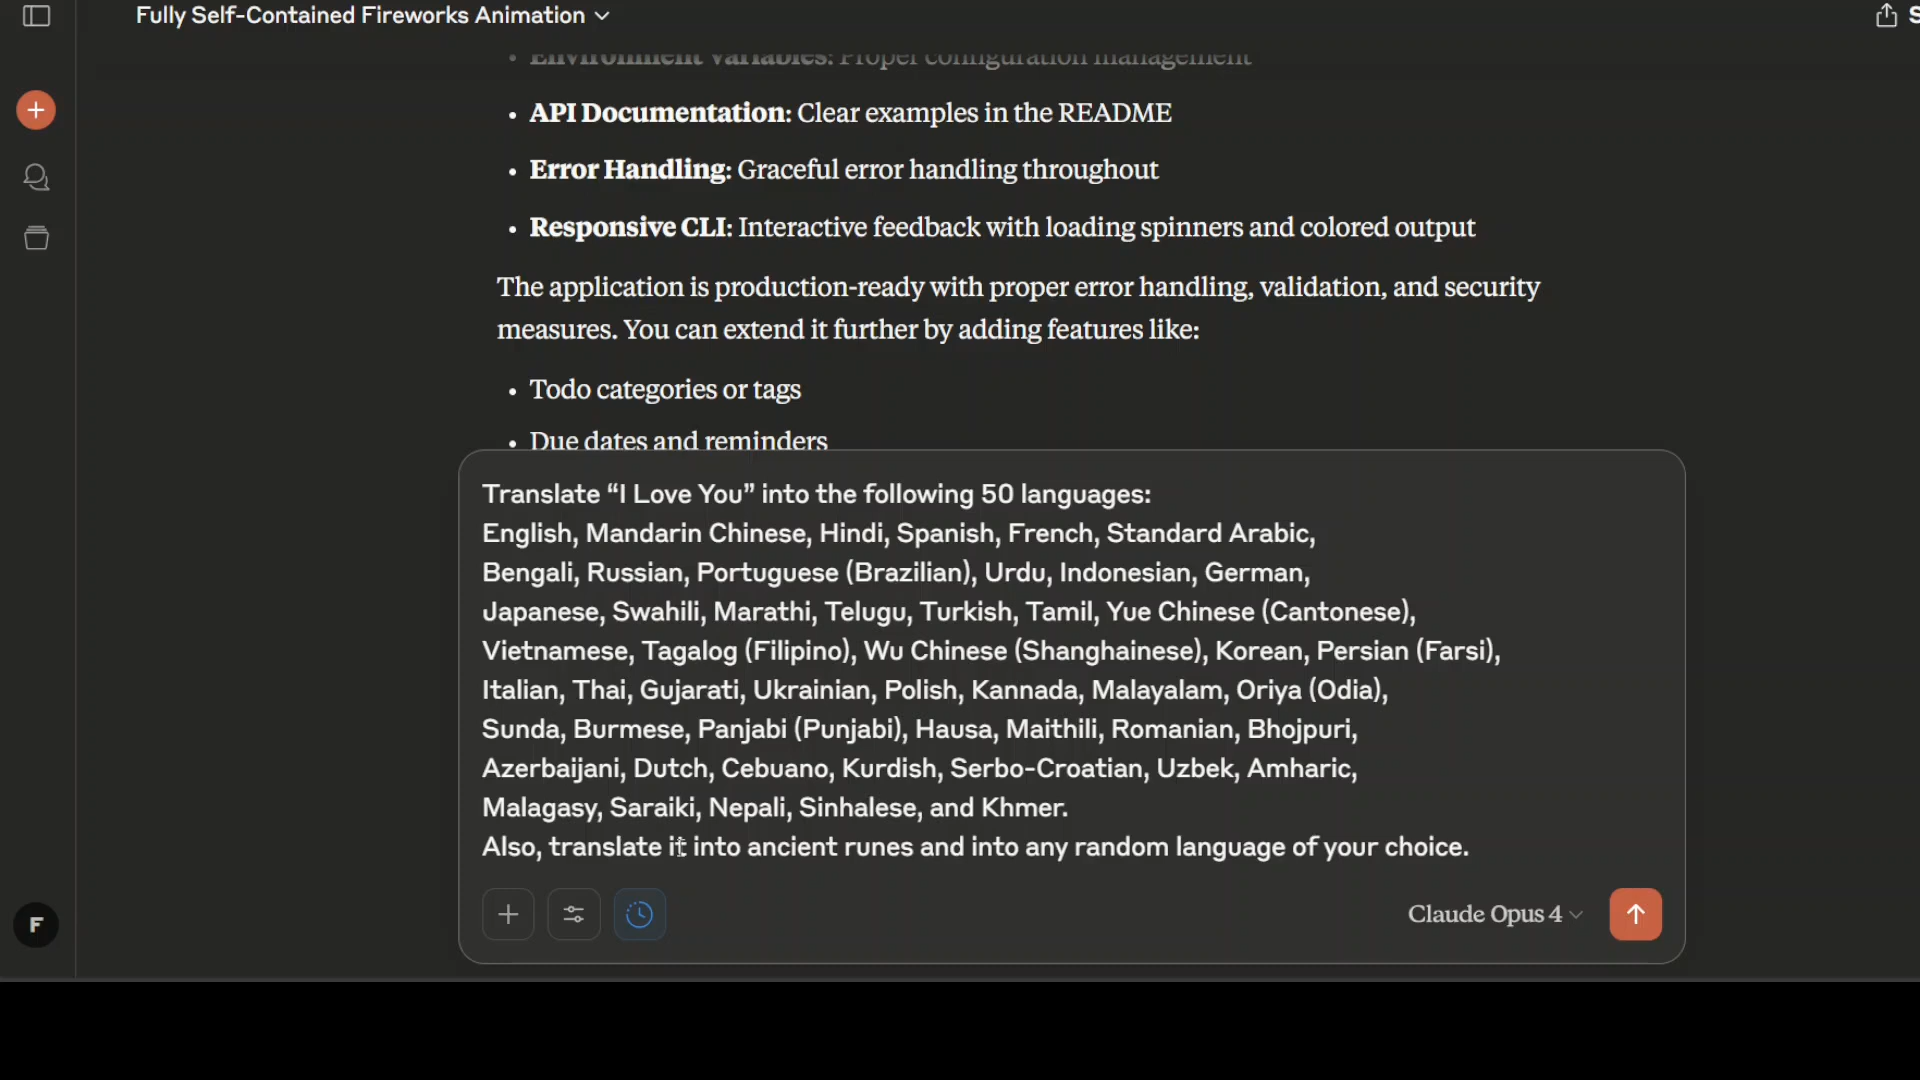 Fully Self-Contained Fireworks Animation
S
• Environment Variables: Proper configuration management
• API Documentation: Clear examples in the README
• Error Handling: Graceful error handling throughout
• Responsive CLI: Interactive feedback with loading spinners and colored output
The application is production-ready with proper error handling, validation, and security
measures. You can extend it further by adding features like:
• Todo categories or tags
• Due dates and reminders
Translate “I Love You” into the following 50 languages:
English, Mandarin Chinese, Hindi, Spanish, French, Standard Arabic,
Bengali, Russian, Portuguese (Brazilian), Urdu, Indonesian, German,
Japanese, Swahili, Marathi, Telugu, Turkish, Tamil, Yue Chinese (Cantonese),
Vietnamese, Tagalog (Filipino), Wu Chinese (Shanghainese), Korean, Persian (Farsi),
Italian, Thai, Gujarati, Ukrainian, Polish, Kannada, Malayalam, Oriya (Odia),
Sunda, Burmese, Panjabi (Punjabi), Hausa, Maithili, Romanian, Bhojpuri,
Azerbaijani, Dutch, Cebuano, Kurdish, Serbo-Croatian, Uzbek, Amharic,
Malagasy, Saraiki, Nepali, Sinhalese, and Khmer.
Also, translate it into ancient runes and into any random language of your choice.
F
Claude Opus 4